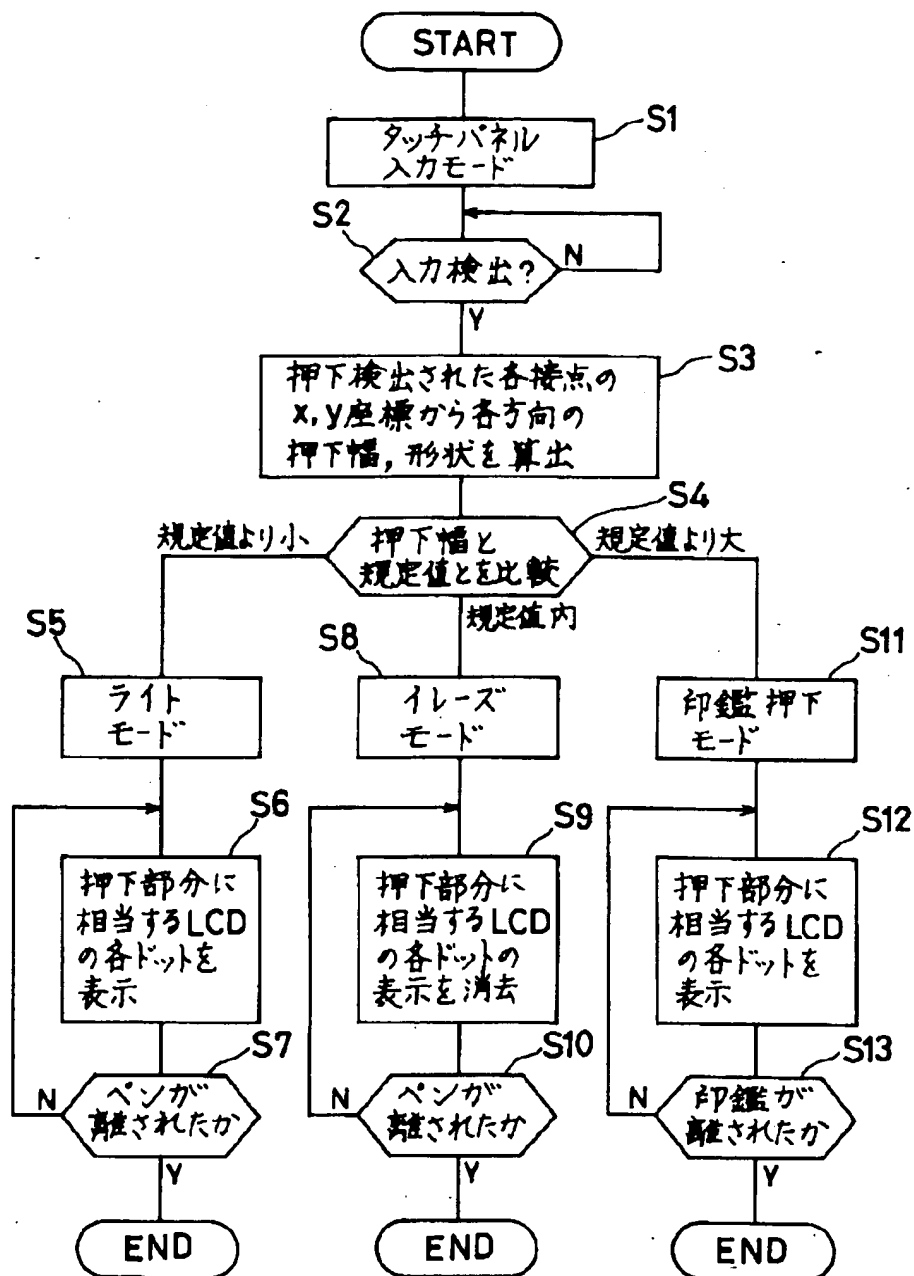 START
S1
タッチパネル
入力モード
S2
入力検出?
N
Y
S3
押下検出された各接点の
x,y座標から各方向の
押下幅,形状を算出
S4
規定値より小
押下幅と
規定値とを比較
規定値より大
規定値内
S5
ライト
モード
S8
イレーズ
モード
S11
印鑑押下
モード
S6
押下部分に
相当するLCD
の各ドットを
表示
S9
押下部分に
相当するLCD
の各ドットの
表示を消去
S12
押下部分に
相当するLCD
の各ドットを
表示
S7
N
ペンが
離されたか
Y
S10
N
ペンが
離されたか
Y
S13
N
印鑑が
離されたか
Y
END
END
END